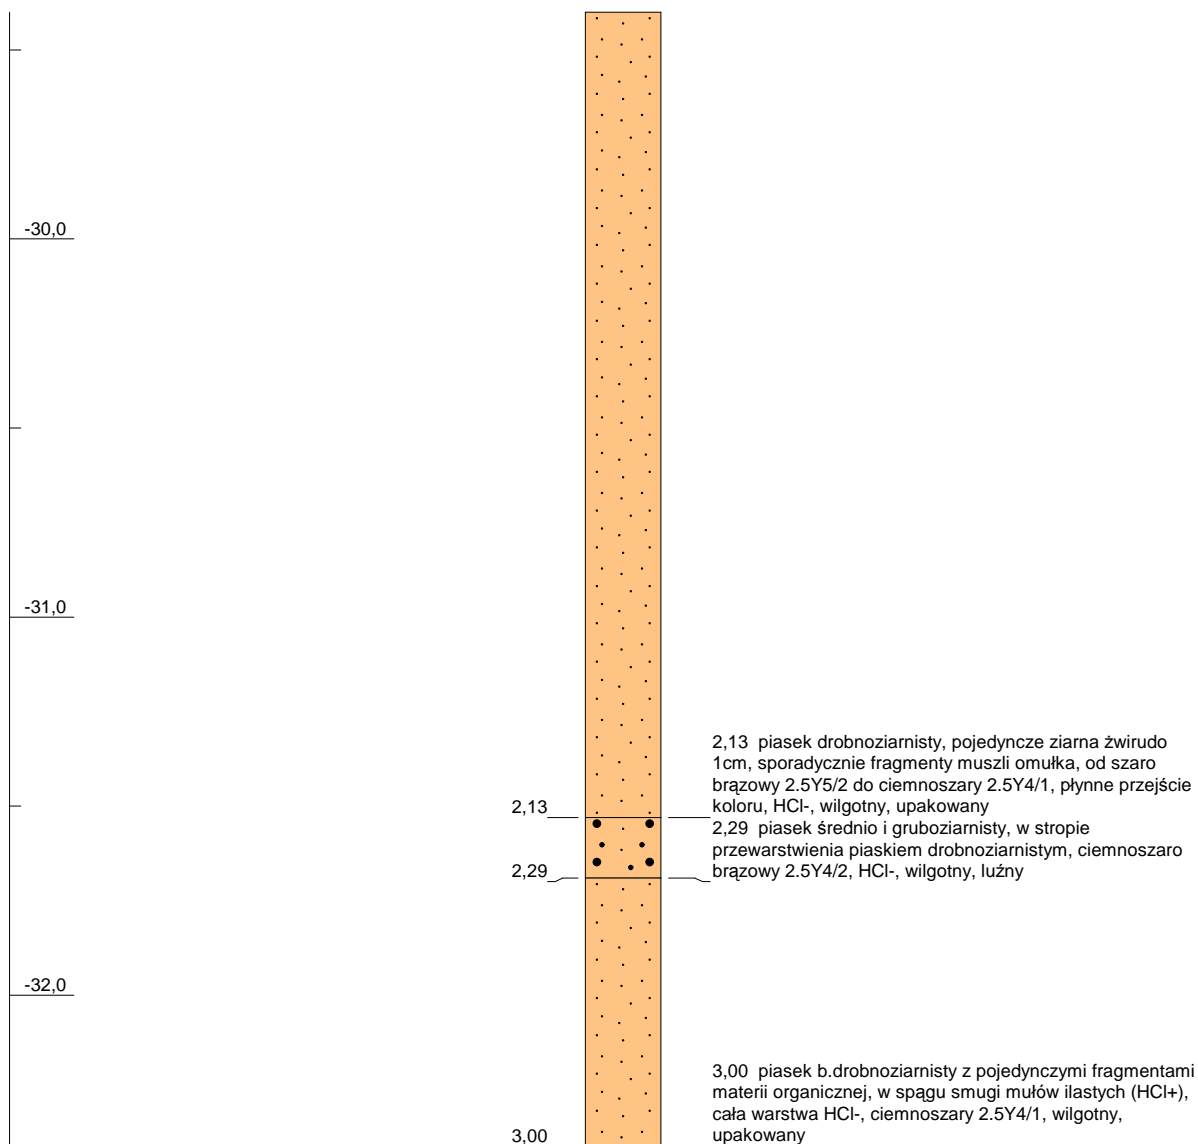 -30,0
-31,0
2,13 piasek drobnoziarnisty, pojedyncze ziarna żwirudo
1cm, sporadycznie fragmenty muszli omułka, od szaro
brązowy 2.5Y5/2 do ciemnoszary 2.5Y4/1, płynne przejście
koloru, HCl-, wilgotny, upakowany
2,13
2,29 piasek średnio i gruboziarnisty, w stropie
przewarstwienia piaskiem drobnoziarnistym, ciemnoszaro
brązowy 2.5Y4/2, HCl-, wilgotny, luźny
2,29
-32,0
3,00 piasek b.drobnoziarnisty z pojedynczymi fragmentami
materii organicznej, w spągu smugi mułów ilastych (HCl+),
cała warstwa HCl-, ciemnoszary 2.5Y4/1, wilgotny,
upakowany
3,00